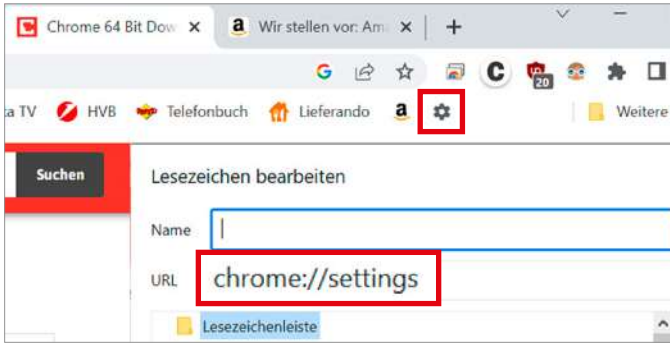 Chrome 64 Bit Dow
a Wir stellen vor: Am
G C 20
ta TV HVB Telefonbuch Lieferando a Weitere
Suchen
Lesezeichen bearbeiten
Name
URL chrome://settings
Lesezeichenleiste